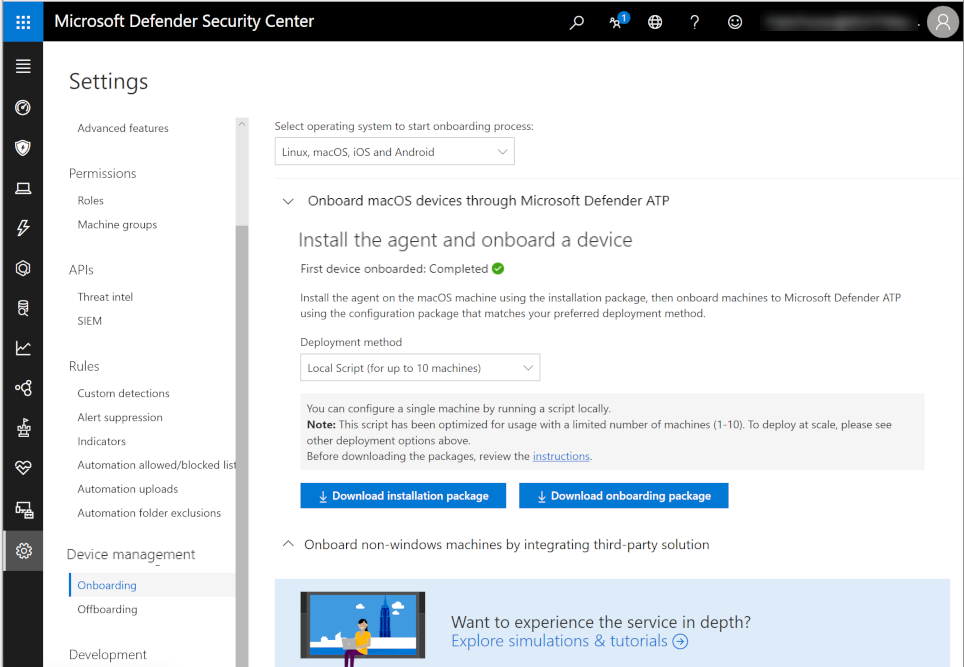 Microsoft Defender Security Center
1
Settings
Advanced features
Permissions
Roles
Machine groups
APIs
Threat intel
SIEM
Rules
Custom detections
Alert suppression
Indicators
Automation allowed/blocked list
Automation uploads
Automation folder exclusions
Device management
Onboarding
Offboarding
Development
Select operating system to start onboarding process:
Linux, macOS, iOS and Android
Onboard macOS devices through Microsoft Defender ATP
Install the agent and onboard a device
First device onboarded: Completed
Install the agent on the macOS machine using the installation package, then onboard machines to Microsoft Defender ATP
using the configuration package that matches your preferred deployment method.
Deployment method
Local Script (for up to 10 machines)
You can configure a single machine by running a script locally.
Note: This script has been optimized for usage with a limited number of machines (1-10). To deploy at scale, please see
other deployment options above.
Before downloading the packages, review the instructions.
Download installation package
Download onboarding package
Onboard non-windows machines by integrating third-party solution
Want to experience the service in depth?
Explore simulations & tutorials